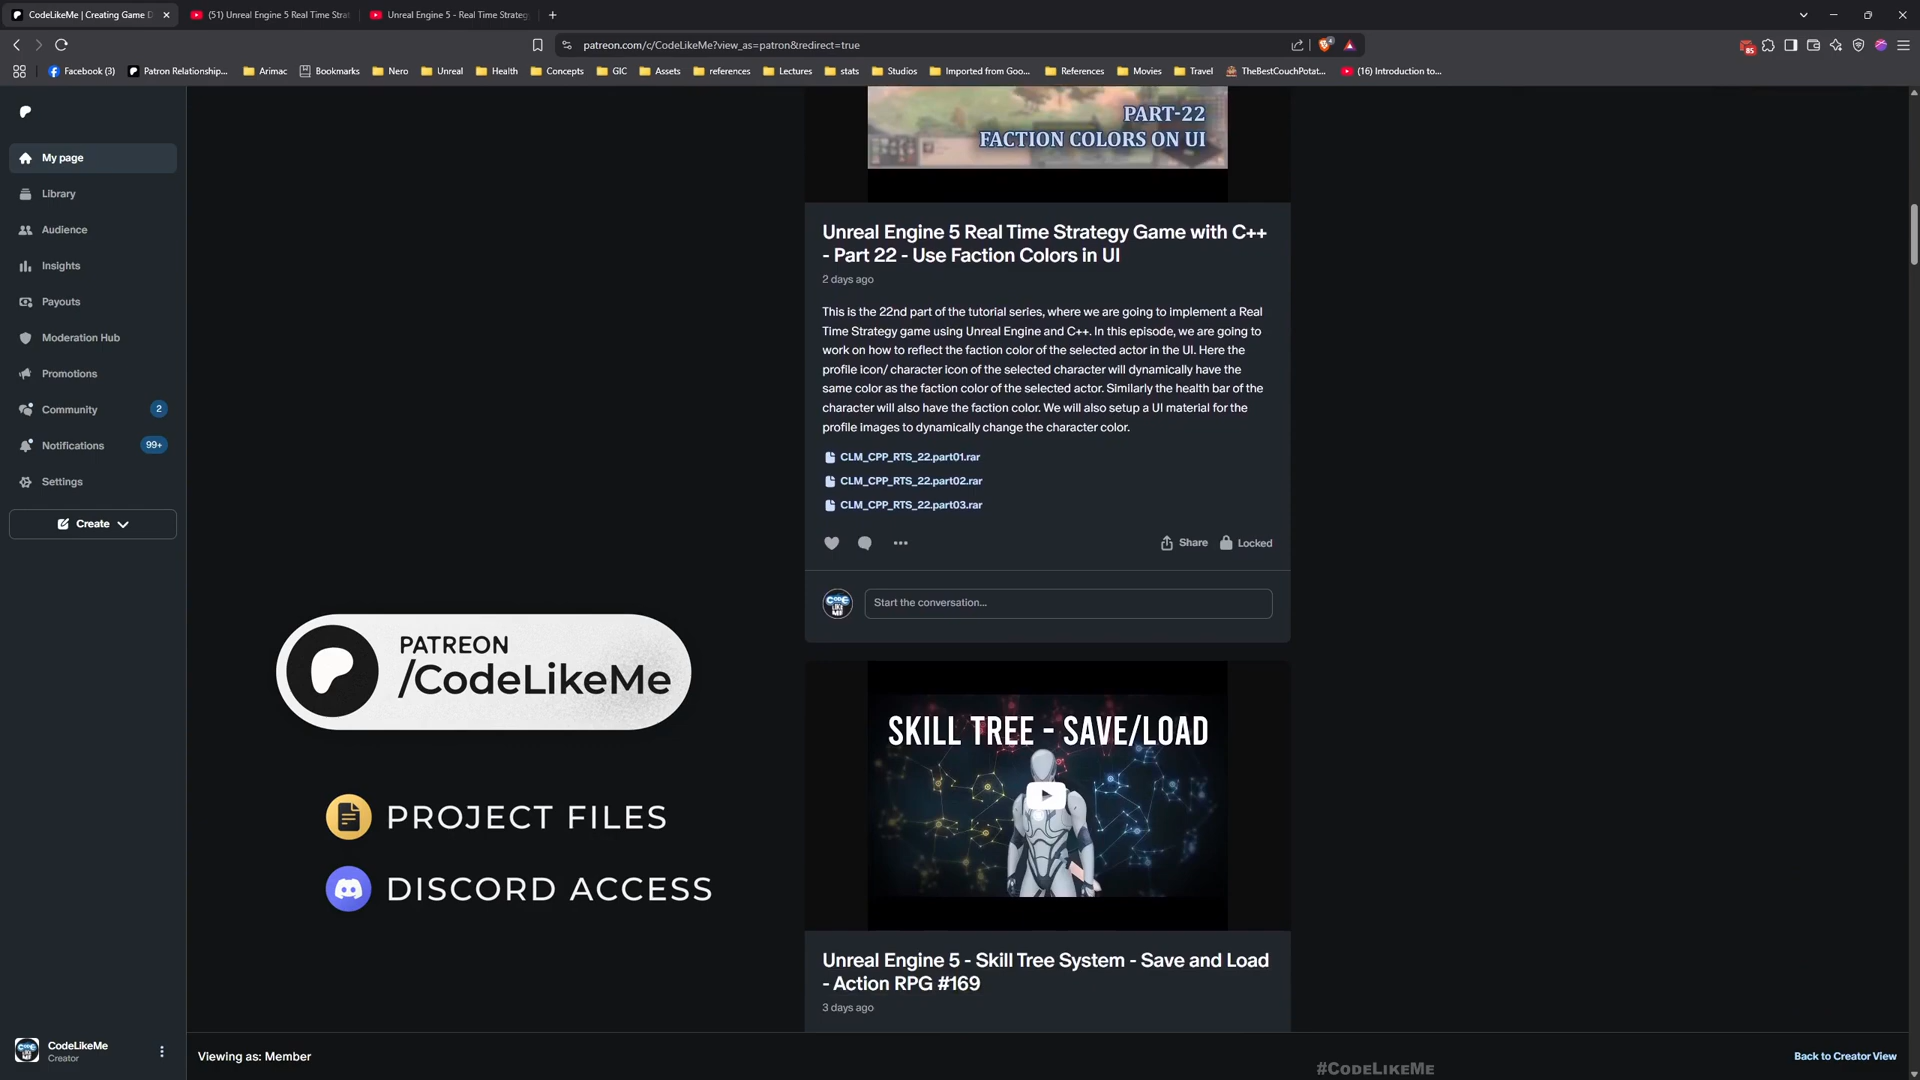 CodeLikeMe | Creating Game D
(51) Unreal Engine 5 Real Time Strat
Unreal Engine 5 - Real Time Strateg
patreon.com/c/CodeLikeMe?view_as=patron&redirect=true
4
85
Facebook (3)
Patron Relationship...
Arimac
Bookmarks
Nero
Unreal
Health
Concepts
GIC
Assets
references
Lectures
stats
Studios
Imported from Goo...
References
Movies
Travel
TheBestCouchPotat...
(16) Introduction to...
My page
Library
Audience
Insights
Payouts
Moderation Hub
Promotions
Community
2
Notifications
99+
Settings
Create
PART-22
FACTION COLORS ON UI
Unreal Engine 5 Real Time Strategy Game with C++
- Part 22 - Use Faction Colors in UI
2 days ago
This is the 22nd part of the tutorial series, where we are going to implement a Real
Time Strategy game using Unreal Engine and C++. In this episode, we are going to
work on how to reflect the faction color of the selected actor in the UI. Here the
profile icon/ character icon of the selected character will dynamically have the
same color as the faction color of the selected actor. Similarly the health bar of the
character will also have the faction color. We will also setup a UI material for the
profile images to dynamically change the character color.
CLM_CPP_RTS_22.part01.rar
CLM_CPP_RTS_22.part02.rar
CLM_CPP_RTS_22.part03.rar
Share
Locked
CODE
LIKE
ME
Start the conversation...
PATREON
/CodeLikeMe
PROJECT FILES
DISCORD ACCESS
SKILL TREE - SAVE/LOAD
Unreal Engine 5 - Skill Tree System - Save and Load
- Action RPG #169
3 days ago
CodeLikeMe
Creator
Viewing as: Member
Back to Creator View
#CodeLikeMe